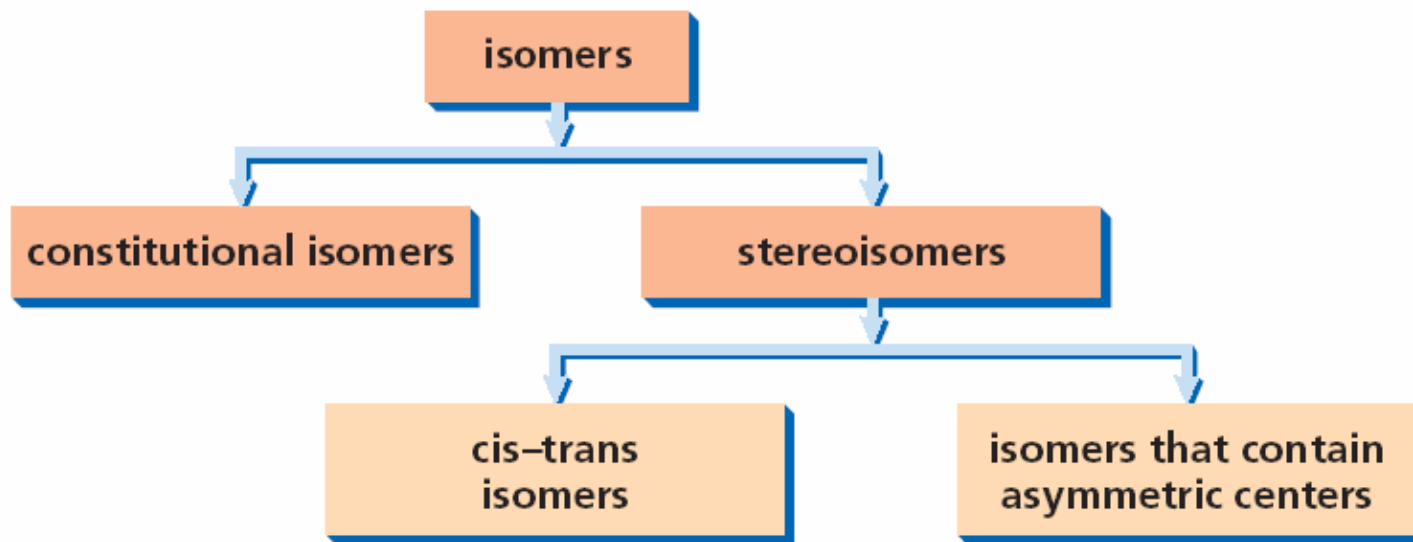 isomers
constitutional isomers
stereoisomers
cis–trans
isomers
isomers that contain
asymmetric centers